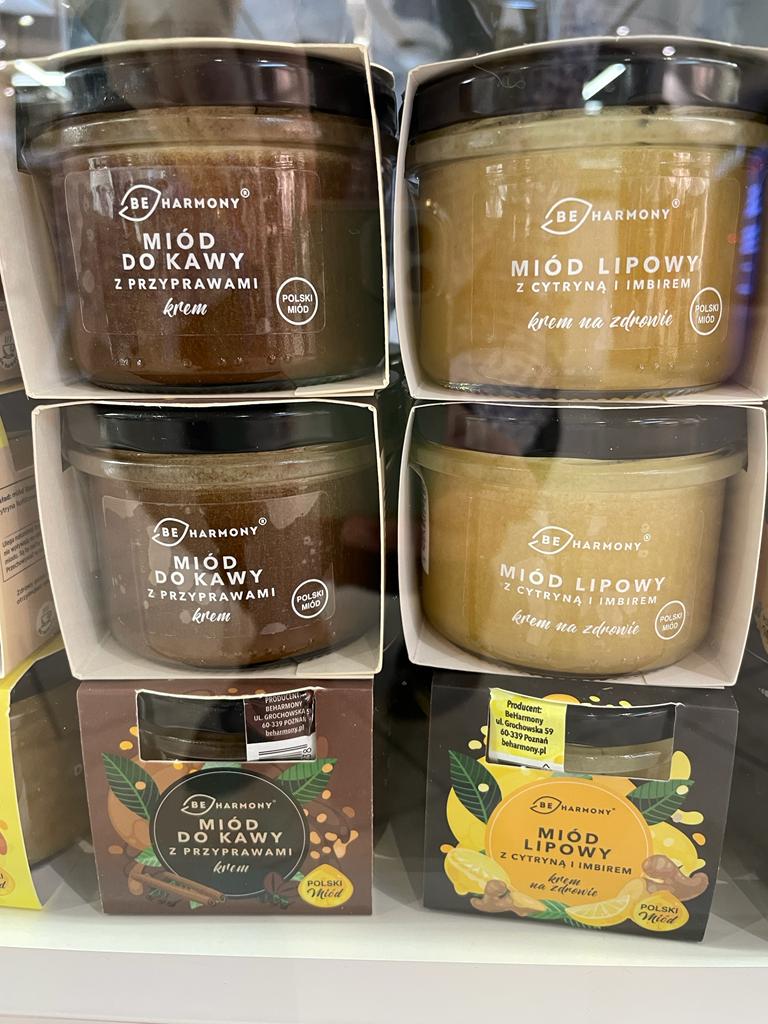 BE HARMONY®
MIÓD
DO KAWY
Z PRZYPRAWAMI
krem
POLSKI
MIÓD
BE HARMONY®
MIÓD LIPOWY
Z CYTRYNĄ I IMBIREM
krem na zdrowie
POLSKI
MIÓD
BE HARMONY®
MIÓD
DO KAWY
Z PRZYPRAWAMI
krem
POLSKI
MIÓD
BE HARMONY®
MIÓD LIPOWY
Z CYTRYNĄ I IMBIREM
krem na zdrowie
POLSKI
MIÓD
PRODUCENT:
BEHARMONY
UL. GROCHOWSKA 59
60-339 POZNAŃ
beharmony.pl
BE HARMONY®
MIÓD
DO KAWY
Z PRZYPRAWAMI
krem
POLSKI
Miód
Producent:
BeHarmony
ul. Grochowska 59
60-339 Poznań
beharmony.pl
BE HARMONY®
MIÓD
LIPOWY
Z CYTRYNĄ I IMBIREM
krem
na zdrowie
POLSKI
Miód